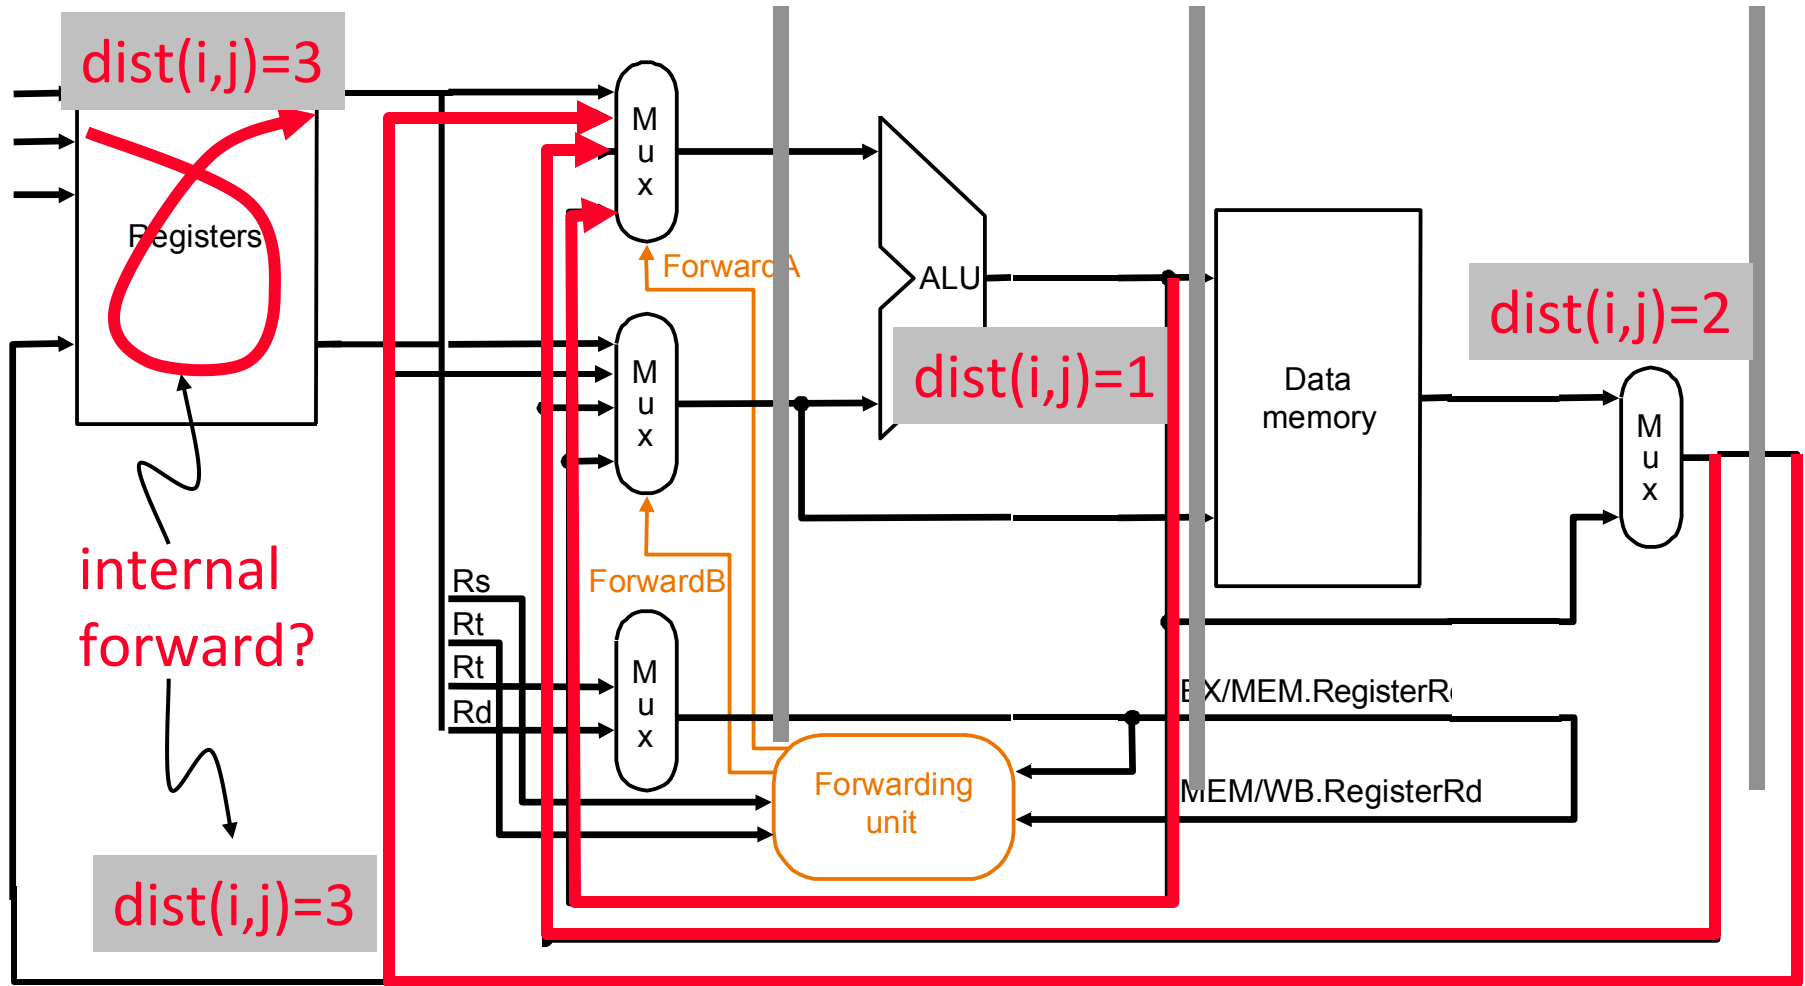 dist(i,j)=3
M
u
x
Registers
ForwardA
ALU
dist(i,j)=2
dist(i,j)=1
M
u
x
Data
memory
M
u
x
internal
forward?
Rs
Rt
Rt
Rd
ForwardB
M
u
x
EX/MEM.RegisterRd
Forwarding
unit
MEM/WB.RegisterRd
dist(i,j)=3